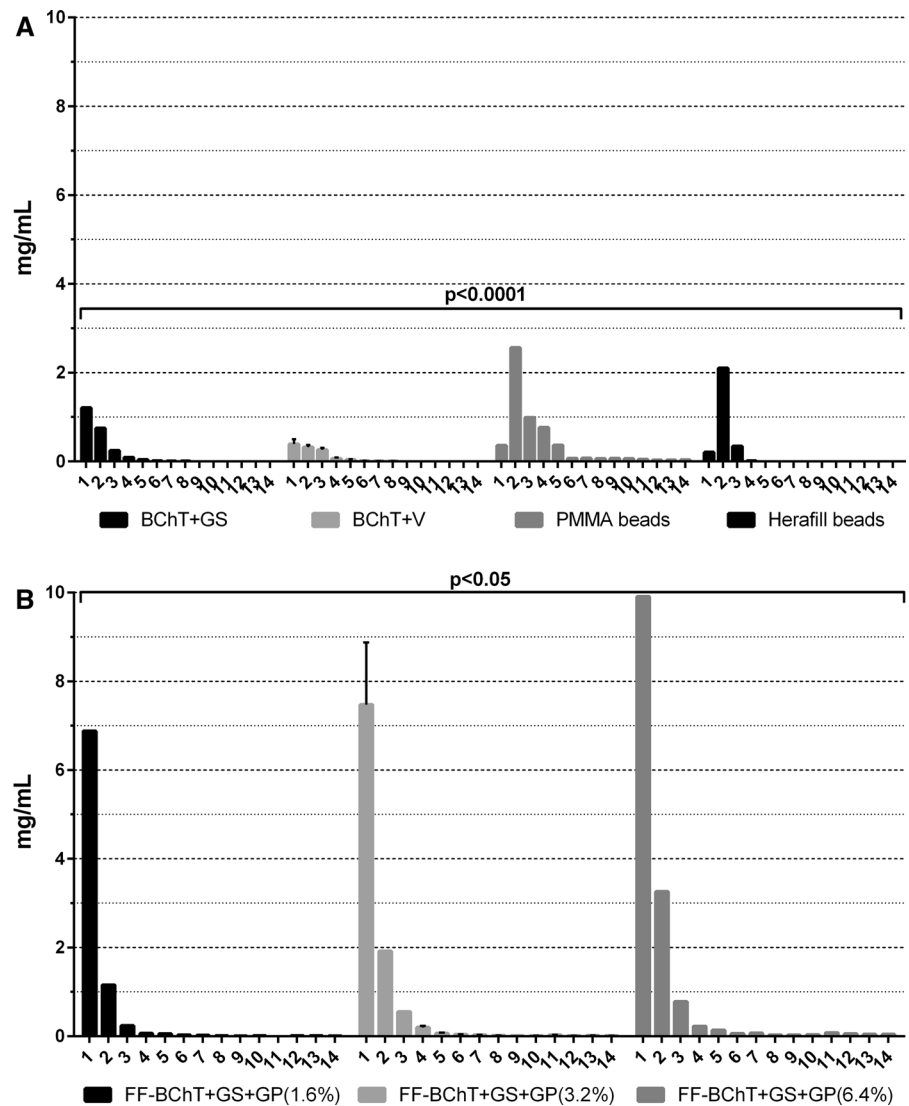 A
10
8
6
4
2
0
mg/mL
p<0.0001
1 2 3 4 5 6 7 8 9 10 11 12 13 14 1 2 3 4 5 6 7 8 9 10 11 12 13 14 1 2 3 4 5 6 7 8 9 10 11 12 13 14 1 2 3 4 5 6 7 8 9 10 11 12 13 14
BChT+GS BChT+V PMMA beads Herafill beads
B
p<0.05
10
8
6
4
2
0
mg/mL
1 2 3 4 5 6 7 8 9 10 11 12 13 14 1 2 3 4 5 6 7 8 9 10 11 12 13 14 1 2 3 4 5 6 7 8 9 10 11 12 13 14
FF-BChT+GS+GP(1.6%) FF-BChT+GS+GP(3.2%) FF-BChT+GS+GP(6.4%)